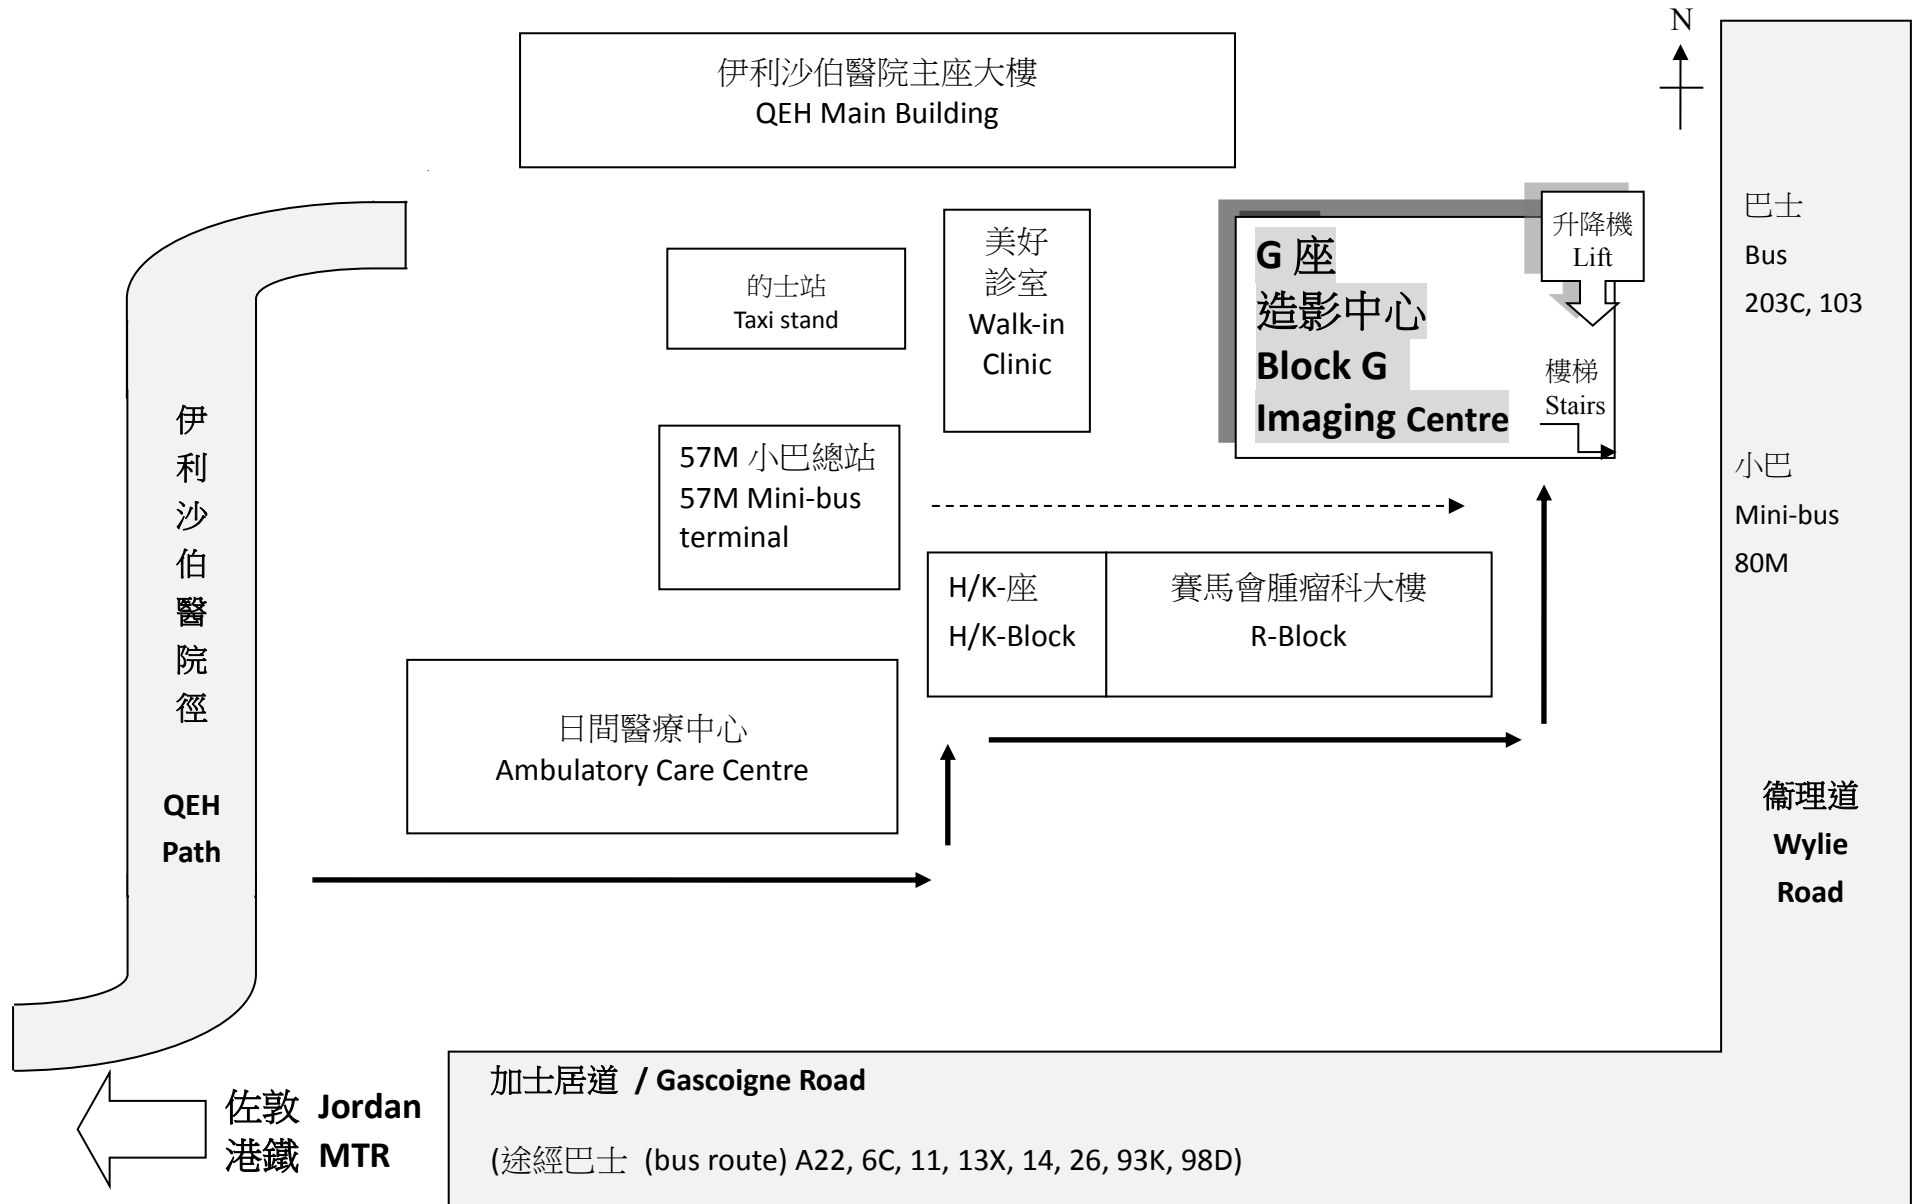 N
伊利沙伯醫院主座大樓
QEH Main Building
巴士
Bus
203C, 103
升降機
Lift
美好
診室
Walk-in
Clinic
G 座
造影中心
Block G
Imaging Centre
的士站
Taxi stand
樓梯
Stairs
伊
利
沙
伯
醫
院
徑
QEH
Path
57M 小巴總站
57M Mini-bus
terminal
小巴
Mini-bus
80M
H/K-座
H/K-Block
賽馬會腫瘤科大樓
R-Block
日間醫療中心
Ambulatory Care Centre
衞理道
Wylie
Road
佐敦 Jordan
港鐵 MTR
加士居道 / Gascoigne Road
(途經巴士 (bus route) A22, 6C, 11, 13X, 14, 26, 93K, 98D)